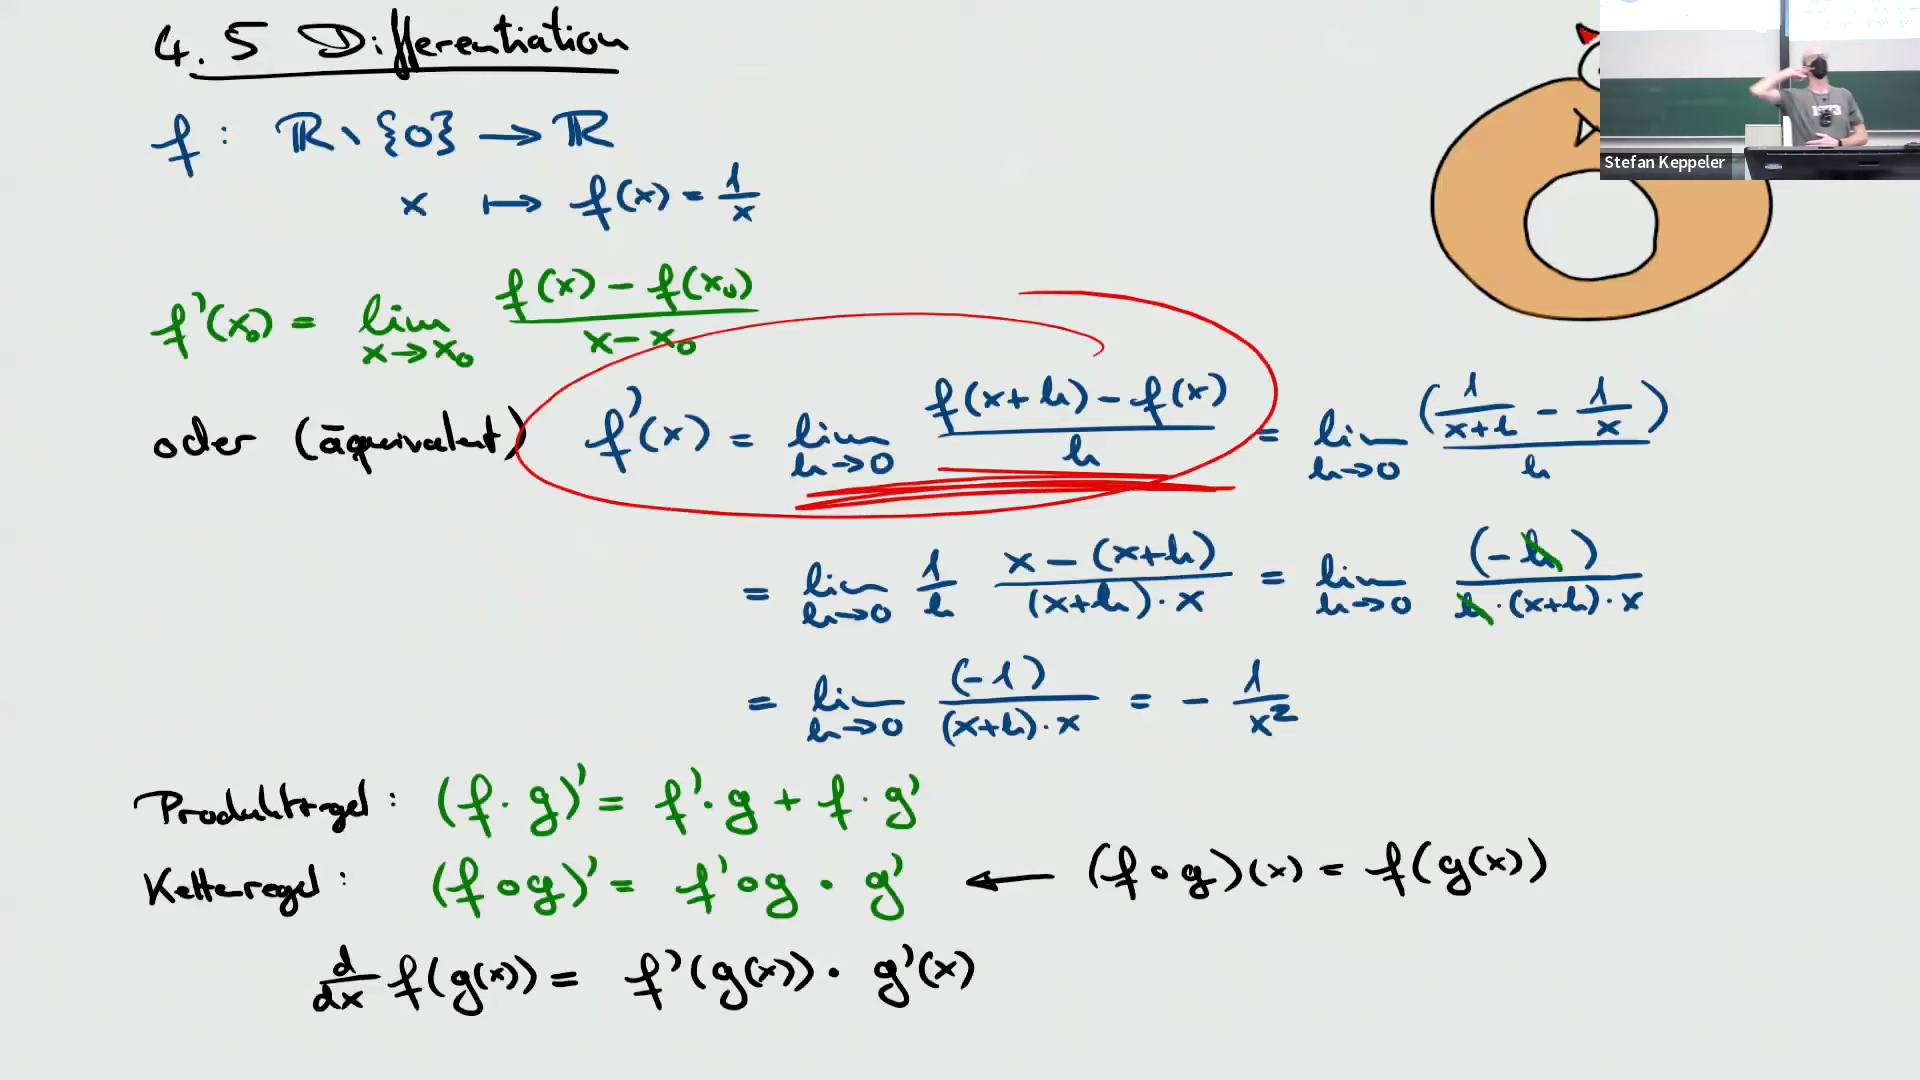 4.5 Differentiation
f : ℝ \ {0} → ℝ
x ↦ f(x) = 1/x
f'(x₀) = lim_{x→x₀} (f(x) - f(x₀))/(x - x₀)
oder (äquivalent) f'(x) = lim_{h→0} (f(x+h) - f(x))/h = lim_{h→0} (1/(x+h) - 1/x)/h
= lim_{h→0} 1/h (x - (x+h))/((x+h)·x) = lim_{h→0} (-h)/(h·(x+h)·x)
= lim_{h→0} (-1)/((x+h)·x) = - 1/x²
Produktregel: (f·g)' = f'·g + f·g'
Kettenregel: (f∘g)' = f'∘g · g' ← (f∘g)(x) = f(g(x))
d/dx f(g(x)) = f'(g(x)) · g'(x)
Stefan Keppeler